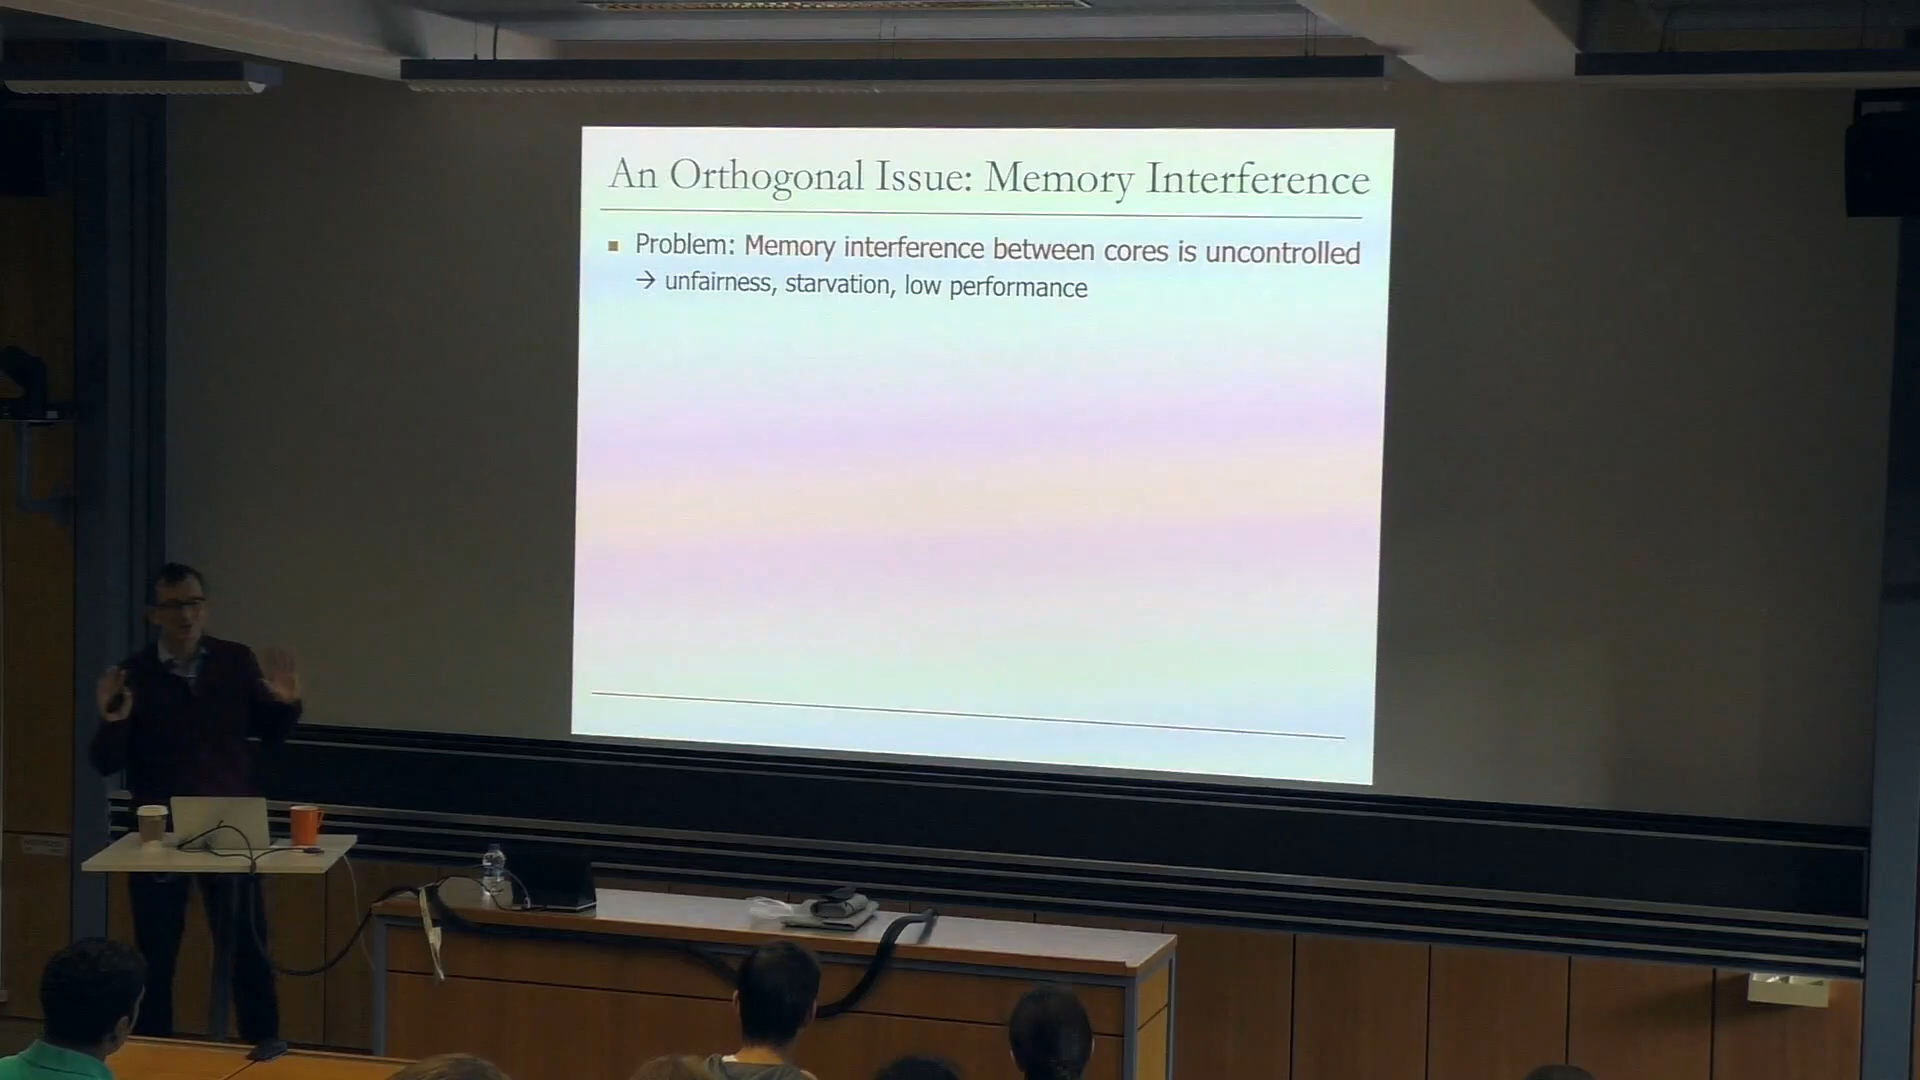 An Orthogonal Issue: Memory Interference
Problem: Memory interference between cores is uncontrolled
→ unfairness, starvation, low performance